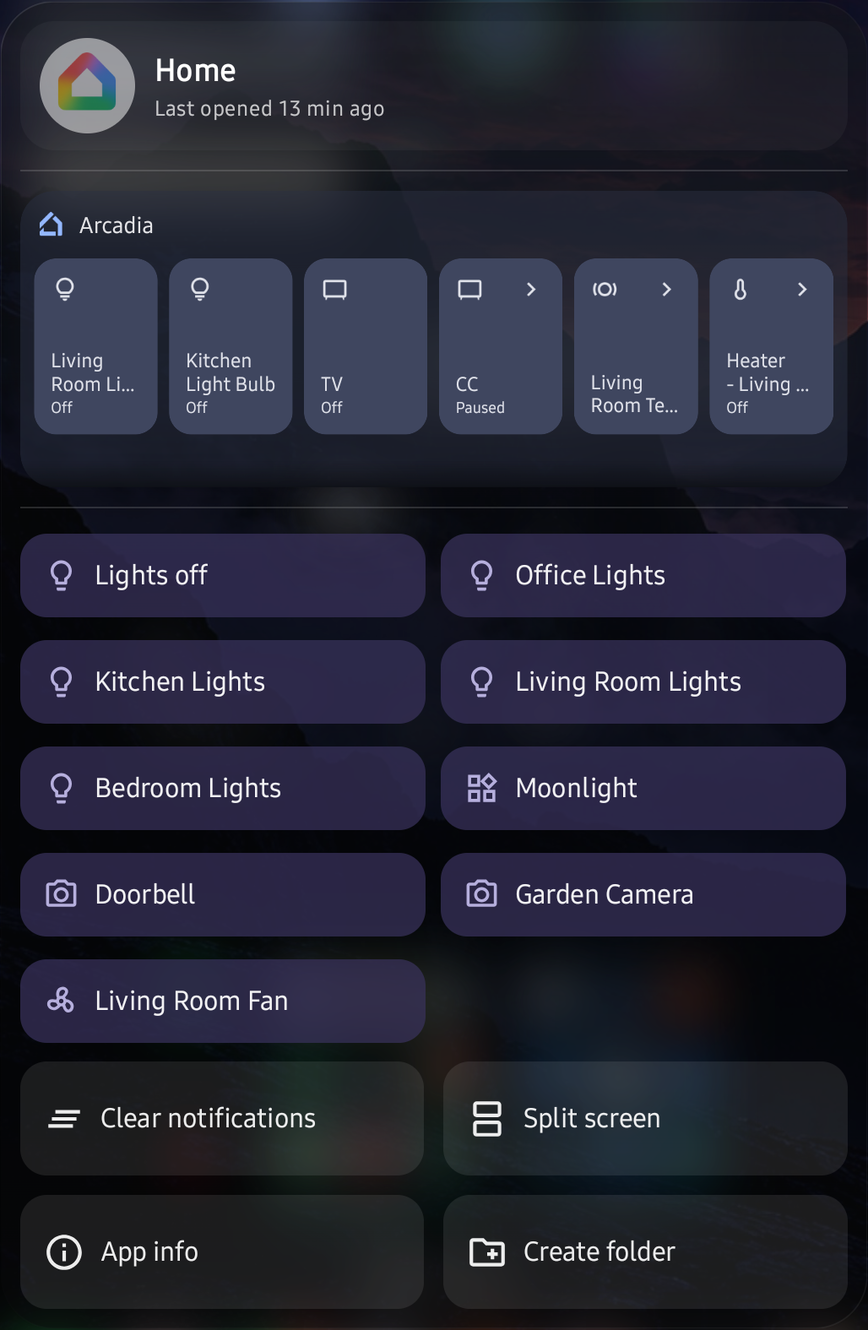 Home
Last opened 13 min ago
Arcadia
Living
Room Li...
Off
Kitchen
Light Bulb
Off
TV
Off
CC
Paused
Living
Room Te...
Heater
- Living ...
Off
Lights off
Office Lights
Kitchen Lights
Living Room Lights
Bedroom Lights
Moonlight
Doorbell
Garden Camera
Living Room Fan
Clear notifications
Split screen
App info
Create folder